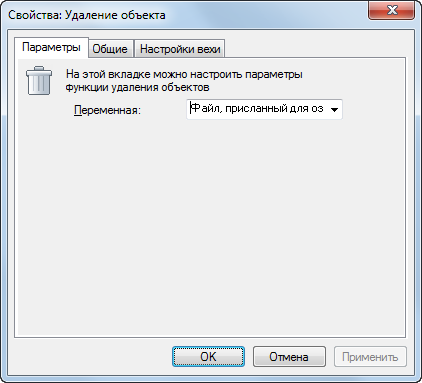 Свойства: Удаление объекта
Параметры
Общие
Настройки вехи
На этой вкладке можно настроить параметры
функции удаления объектов
Переменная:
Файл, присланный для оз
OK
Отмена
Применить